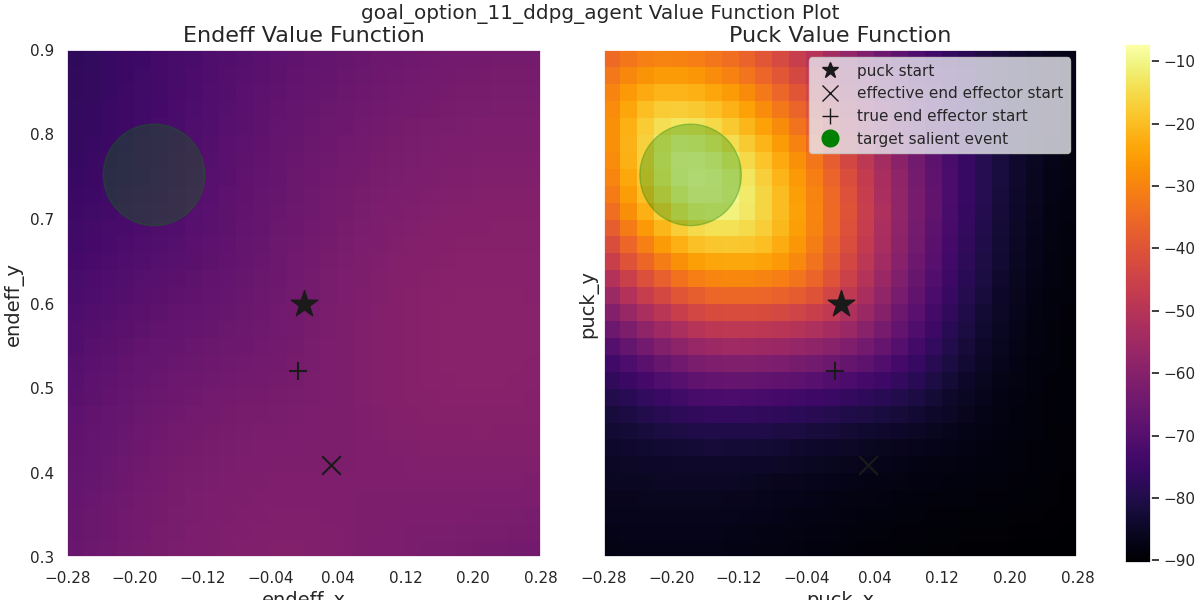 goal_option_11_ddpg_agent Value Function Plot
Endeff Value Function
Puck Value Function
0.9
0.8
0.7
0.6
0.5
0.4
0.3
endeff_y
−0.28 −0.20 −0.12 −0.04 0.04 0.12 0.20 0.28
endeff_x
puck_y
puck start
effective end effector start
true end effector start
target salient event
−0.28 −0.20 −0.12 −0.04 0.04 0.12 0.20 0.28
puck_x
−10
−20
−30
−40
−50
−60
−70
−80
−90